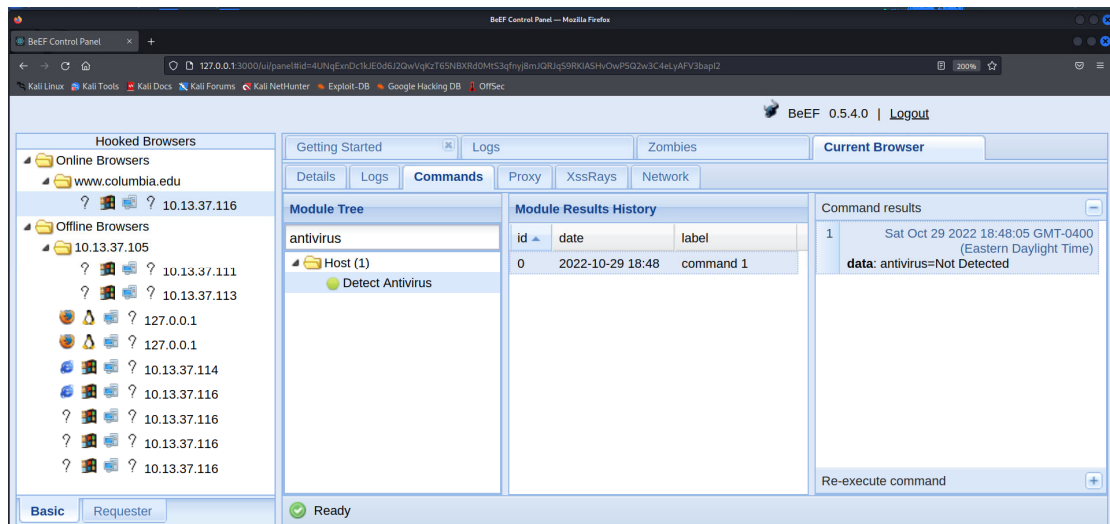 BeEF Control Panel — Mozilla Firefox
BeEF Control Panel × +
127.0.0.1:3000/ui/panel#id=4UNqExnDc1kJE0d6J2QwVqKzT65NBXRd0MtS3qfnyj8mJQRJqS9RKIASHvOwP5Q2w3C4eLyAFV3bapI2 200%
Kali Linux Kali Tools Kali Docs Kali Forums Kali NetHunter Exploit-DB Google Hacking DB OffSec
BeEF 0.5.4.0 | Logout
Hooked Browsers
Online Browsers
www.columbia.edu
? ? 10.13.37.116
Offline Browsers
10.13.37.105
? ? 10.13.37.111
? ? 10.13.37.113
? 127.0.0.1
? 127.0.0.1
? 10.13.37.114
? 10.13.37.116
? ? 10.13.37.116
? ? 10.13.37.116
? ? 10.13.37.116
Basic Requester
Getting Started Logs Zombies Current Browser
Details Logs Commands Proxy XssRays Network
Module Tree
antivirus
Host (1)
Detect Antivirus
Module Results History
id date label
0 2022-10-29 18:48 command 1
Command results
1 Sat Oct 29 2022 18:48:05 GMT-0400
(Eastern Daylight Time)
data: antivirus=Not Detected
Re-execute command
Ready